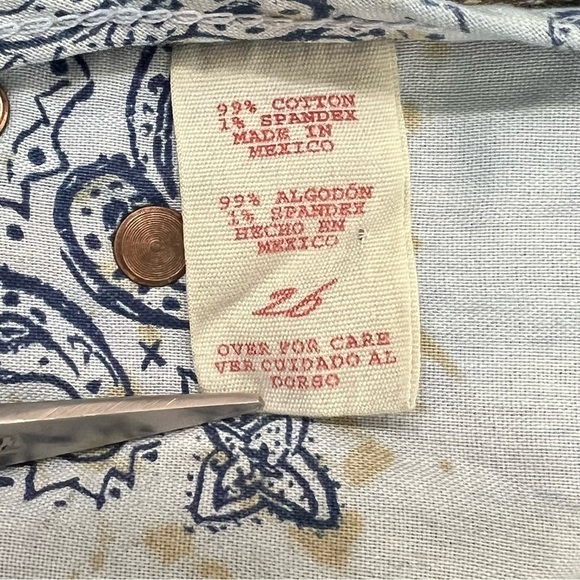 99% COTTON
1% SPANDEX
MADE IN
MEXICO
99% ALGODÓN
1% SPANDEX
HECHO EN
MEXICO
26
OVER FOR CARE
VER CUIDADO AL
DORSO